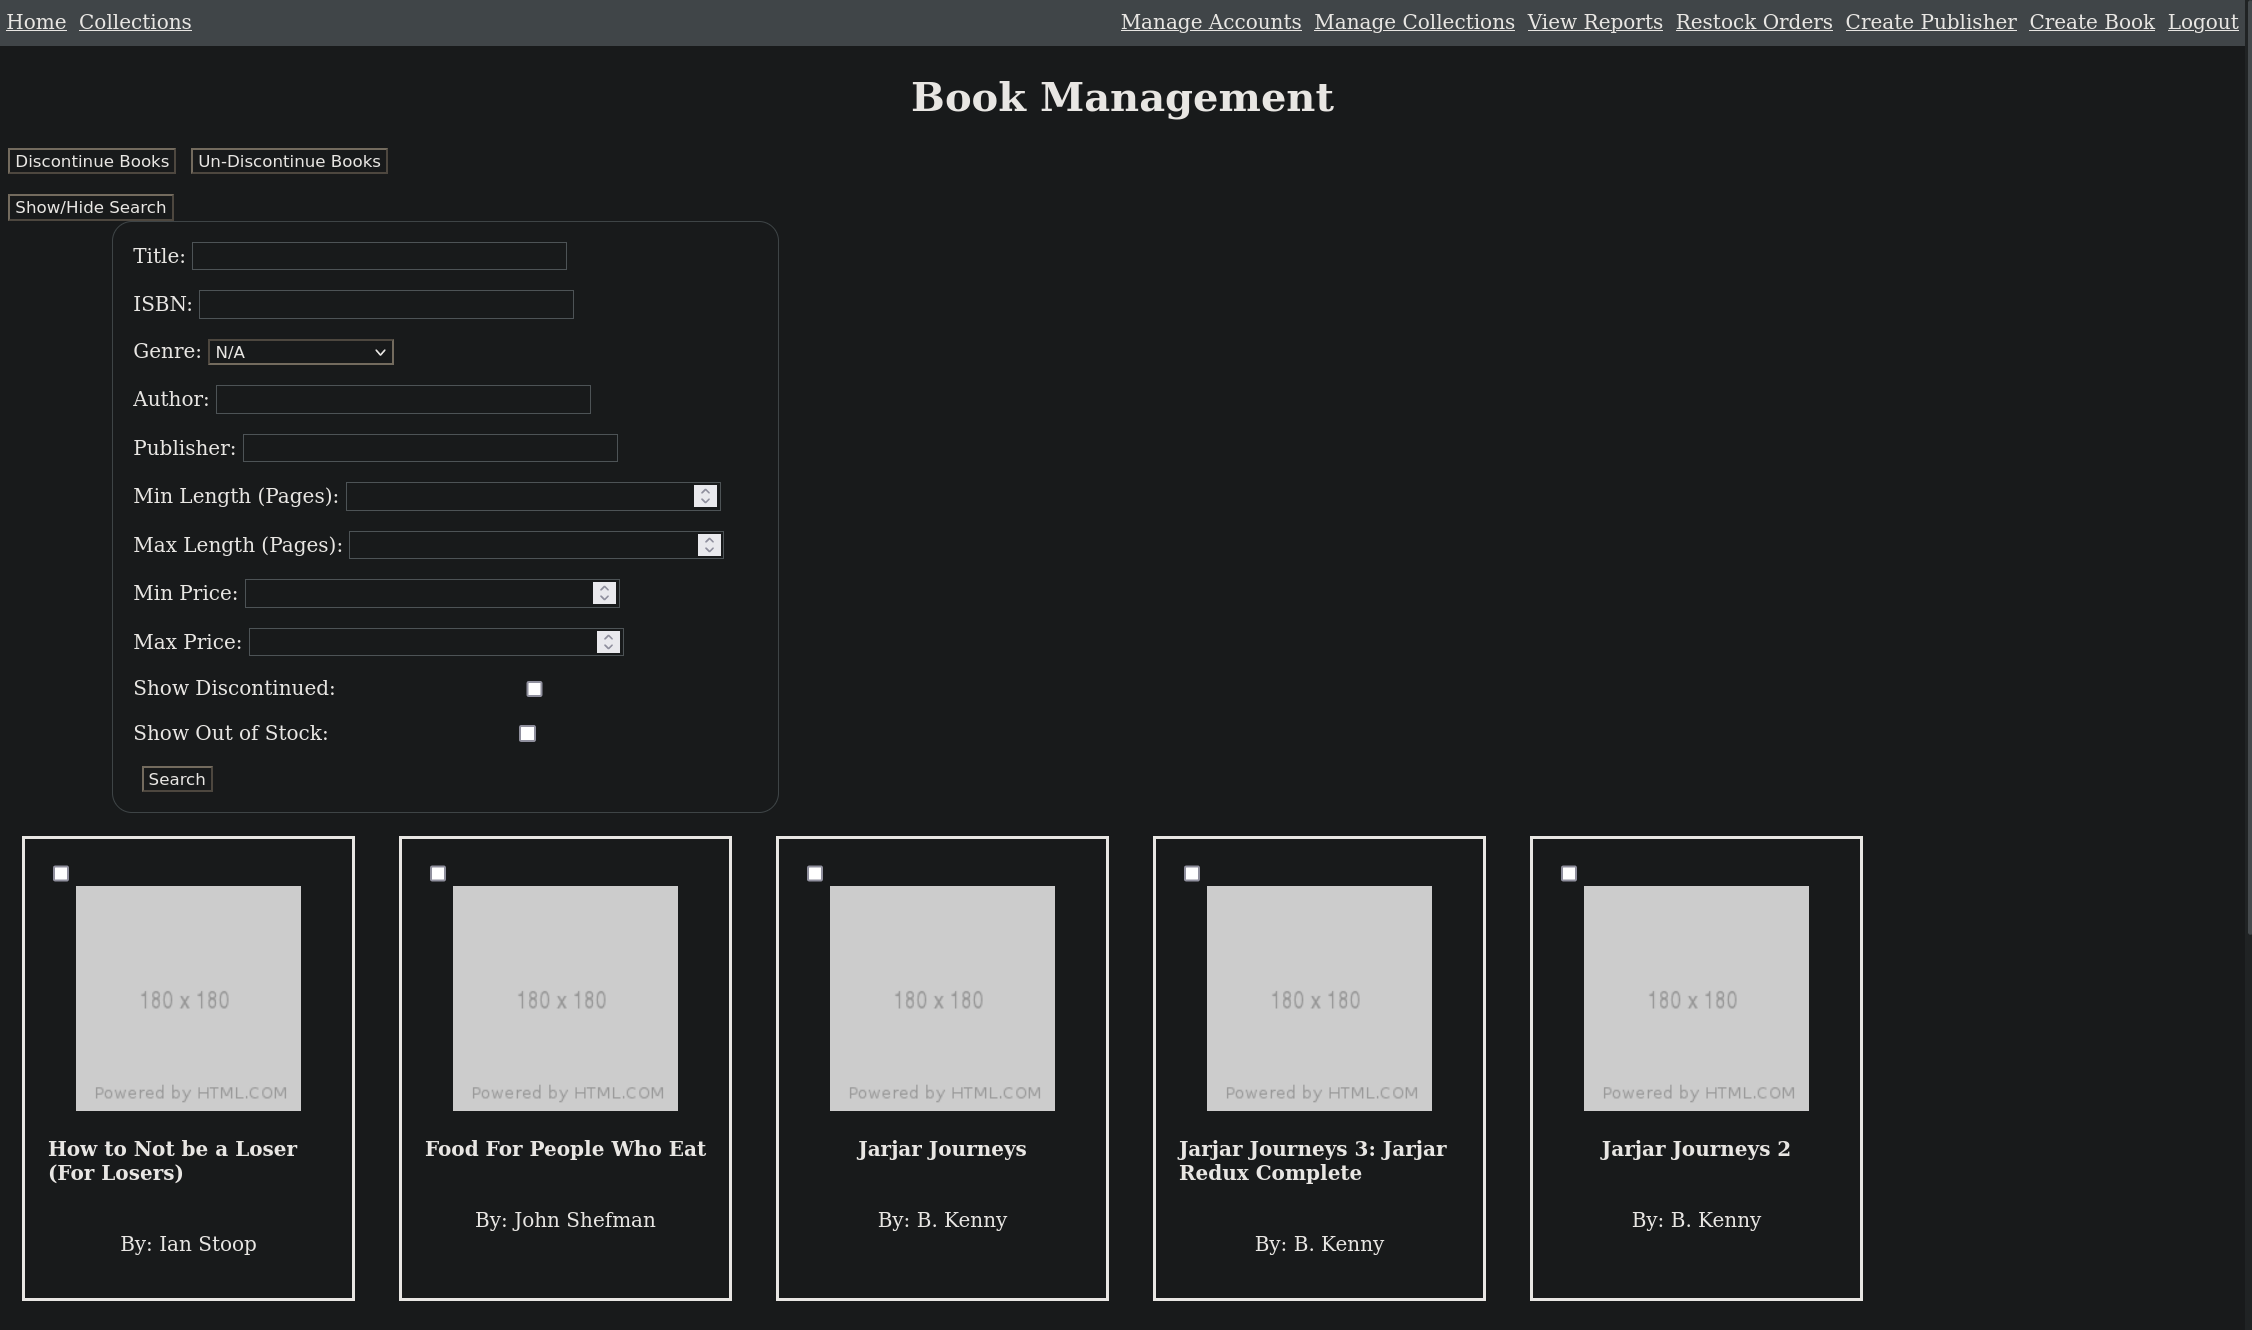 Home Collections Manage Accounts Manage Collections View Reports Restock Orders Create Publisher Create Book Logout
Book Management
Discontinue Books Un-Discontinue Books
Show/Hide Search
Title:
ISBN:
Genre: N/A
Author:
Publisher:
Min Length (Pages):
Max Length (Pages):
Min Price:
Max Price:
Show Discontinued:
Show Out of Stock:
Search
180 x 180
Powered by HTML.COM
How to Not be a Loser
(For Losers)
By: Ian Stoop
180 x 180
Powered by HTML.COM
Food For People Who Eat
By: John Shefman
180 x 180
Powered by HTML.COM
Jarjar Journeys
By: B. Kenny
180 x 180
Powered by HTML.COM
Jarjar Journeys 3: Jarjar
Redux Complete
By: B. Kenny
180 x 180
Powered by HTML.COM
Jarjar Journeys 2
By: B. Kenny